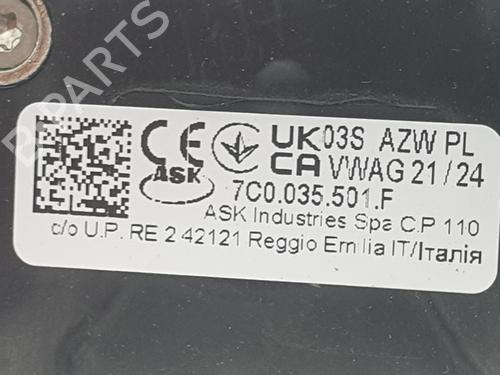 B-PARTS
CE UK CA 03S AZW PL
ASK VWAG 21/24
7C0.035.501.F
ASK Industries Spa C.P 110
c/o U.P. RE 2 42121 Reggio Emilia IT/Італія